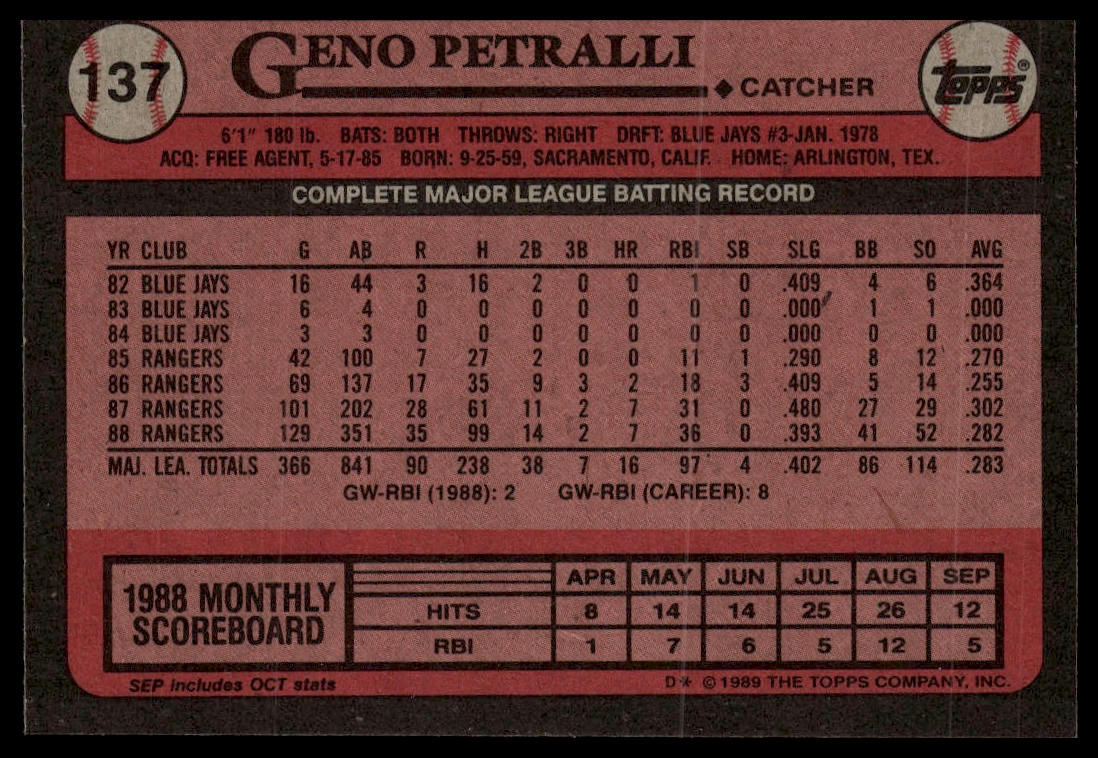 137
GENO PETRALLI
◆ CATCHER
TOPPS®
6'1" 180 lb. BATS: BOTH THROWS: RIGHT DRFT: BLUE JAYS #3-JAN. 1978
ACQ: FREE AGENT, 5-17-85 BORN: 9-25-59, SACRAMENTO, CALIF. HOME: ARLINGTON, TEX.
COMPLETE MAJOR LEAGUE BATTING RECORD
YR CLUB G AB R H 2B 3B HR RBI SB SLG BB SO AVG
82 BLUE JAYS 16 44 3 16 2 0 0 1 0 .409 4 6 .364
83 BLUE JAYS 6 4 0 0 0 0 0 0 0 .000 1 1 .000
84 BLUE JAYS 3 3 0 0 0 0 0 0 0 .000 0 0 .000
85 RANGERS 42 100 7 27 2 0 0 11 1 .290 8 12 .270
86 RANGERS 69 137 17 35 9 3 2 18 3 .409 5 14 .255
87 RANGERS 101 202 28 61 11 2 7 31 0 .480 27 29 .302
88 RANGERS 129 351 35 99 14 2 7 36 0 .393 41 52 .282
MAJ. LEA. TOTALS 366 841 90 238 38 7 16 97 4 .402 86 114 .283
GW-RBI (1988): 2 GW-RBI (CAREER): 8
1988 MONTHLY SCOREBOARD
APR MAY JUN JUL AUG SEP
HITS 8 14 14 25 26 12
RBI 1 7 6 5 12 5
SEP includes OCT stats
D* © 1989 THE TOPPS COMPANY, INC.